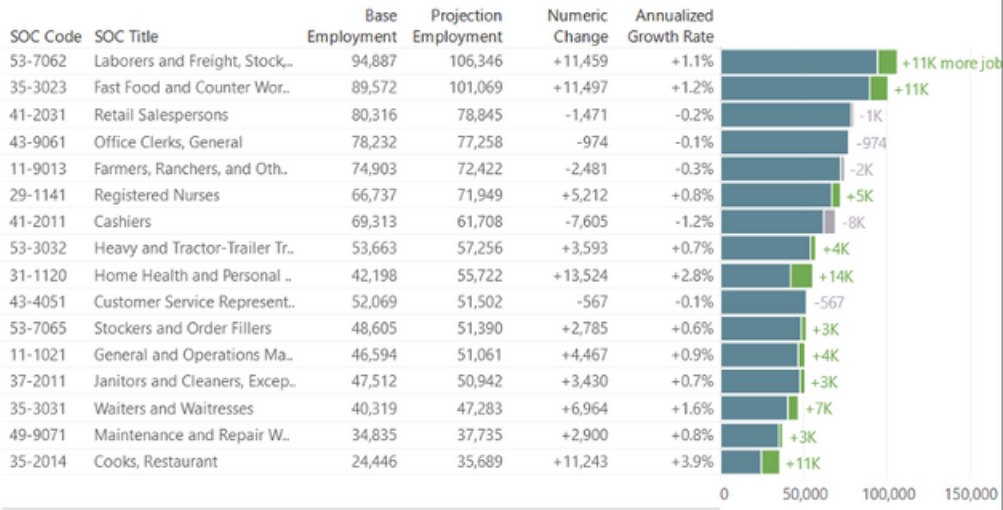 Base Projection Numeric Annualized
SOC Code SOC Title Employment Employment Change Growth Rate
53-7062 Laborers and Freight, Stock,.. 94,887 106,346 +11,459 +1.1% +11K more job
35-3023 Fast Food and Counter Wor.. 89,572 101,069 +11,497 +1.2% +11K
41-2031 Retail Salespersons 80,316 78,845 -1,471 -0.2% -1K
43-9061 Office Clerks, General 78,232 77,258 -974 -0.1% -974
11-9013 Farmers, Ranchers, and Oth.. 74,903 72,422 -2,481 -0.3% -2K
29-1141 Registered Nurses 66,737 71,949 +5,212 +0.8% +5K
41-2011 Cashiers 69,313 61,708 -7,605 -1.2% -8K
53-3032 Heavy and Tractor-Trailer Tr.. 53,663 57,256 +3,593 +0.7% +4K
31-1120 Home Health and Personal .. 42,198 55,722 +13,524 +2.8% +14K
43-4051 Customer Service Represent.. 52,069 51,502 -567 -0.1% -567
53-7065 Stockers and Order Fillers 48,605 51,390 +2,785 +0.6% +3K
11-1021 General and Operations Ma.. 46,594 51,061 +4,467 +0.9% +4K
37-2011 Janitors and Cleaners, Excep.. 47,512 50,942 +3,430 +0.7% +3K
35-3031 Waiters and Waitresses 40,319 47,283 +6,964 +1.6% +7K
49-9071 Maintenance and Repair W.. 34,835 37,735 +2,900 +0.8% +3K
35-2014 Cooks, Restaurant 24,446 35,689 +11,243 +3.9% +11K
0 50,000 100,000 150,000